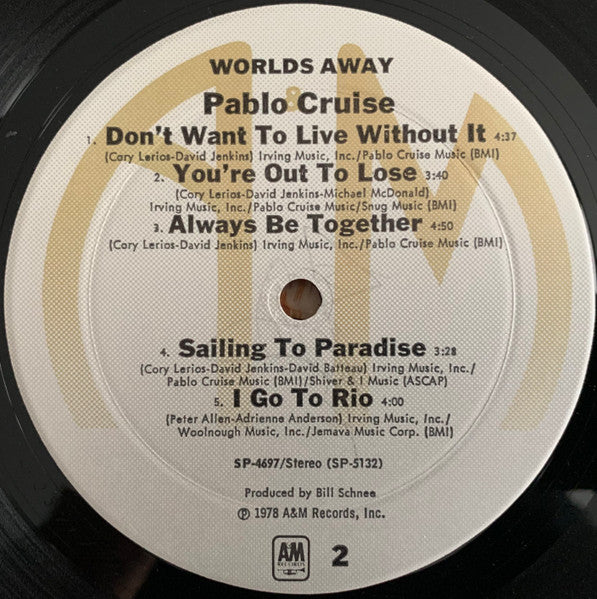 WORLDS AWAY
Pablo Cruise
1. Don't Want To Live Without It 4:37
(Cory Lerios-David Jenkins) Irving Music, Inc./Pablo Cruise Music (BMI)
2. You're Out To Lose 3:40
(Cory Lerios-David Jenkins-Michael McDonald)
Irving Music, Inc./Pablo Cruise Music/Snug Music (BMI)
3. Always Be Together 4:50
(Cory Lerios-David Jenkins) Irving Music, Inc./Pablo Cruise Music (BMI)
4. Sailing To Paradise 3:28
(Cory Lerios-David Jenkins-David Batteau) Irving Music, Inc./
Pablo Cruise Music (BMI)/Shiver & I Music (ASCAP)
5. I Go To Rio 4:00
(Peter Allen-Adrienne Anderson) Irving Music, Inc./
Woolnough Music, Inc./Jemava Music Corp. (BMI)
SP-4697/Stereo (SP-5132)
Produced by Bill Schnee
℗ 1978 A&M Records, Inc.
A&M
RECORDS
2